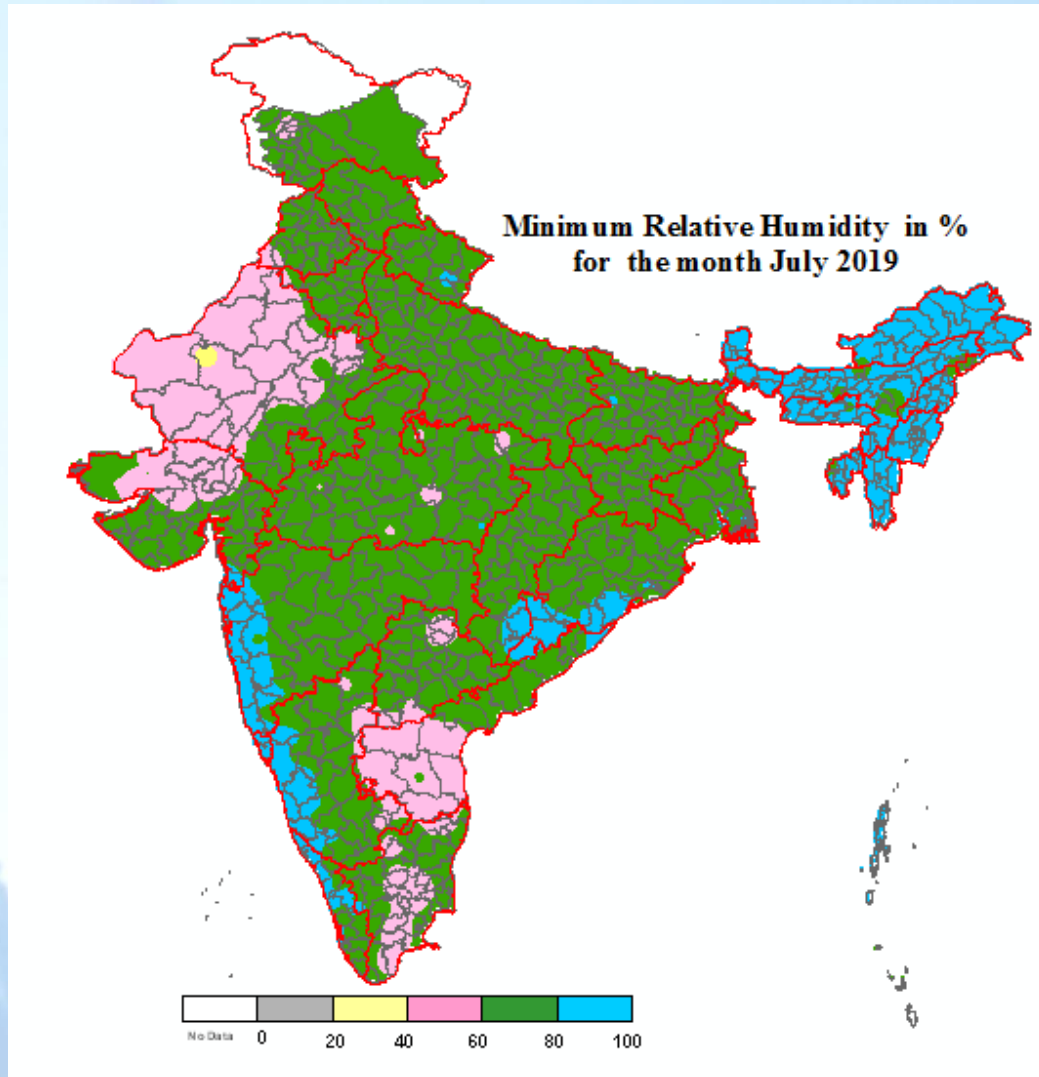 Minimum Relative Humidity in %
for the month July 2019
No Data 0 20 40 60 80 100